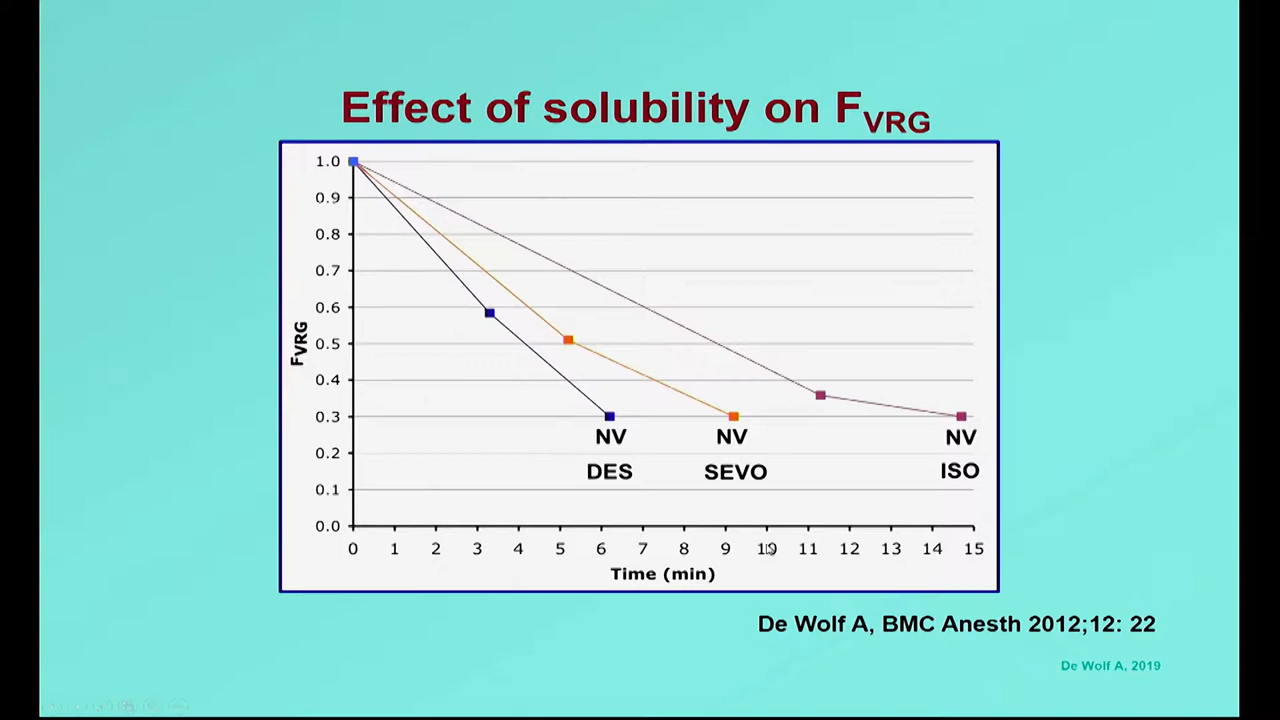 Effect of solubility on FVRG
1.0
0.9
0.8
0.7
0.6
0.5
0.4
0.3
0.2
0.1
0.0
FVRG
NV NV NV
DES SEVO ISO
0 1 2 3 4 5 6 7 8 9 10 11 12 13 14 15
Time (min)
De Wolf A, BMC Anesth 2012;12: 22
De Wolf A, 2019